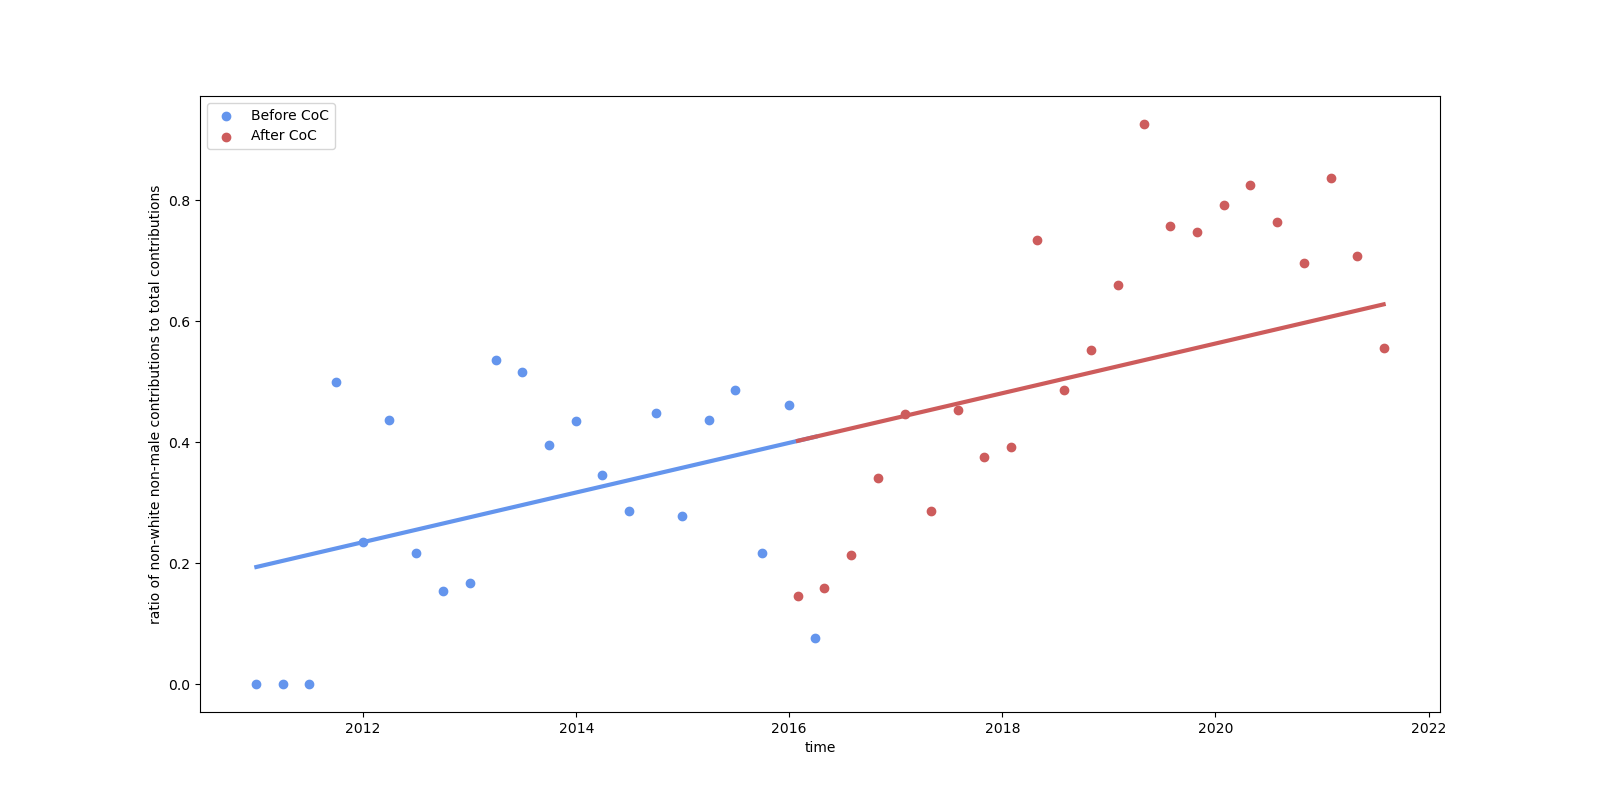 Before CoC
After CoC
ratio of non-white non-male contributions to total contributions
0.8
0.6
0.4
0.2
0.0
2012 2014 2016 2018 2020 2022
time